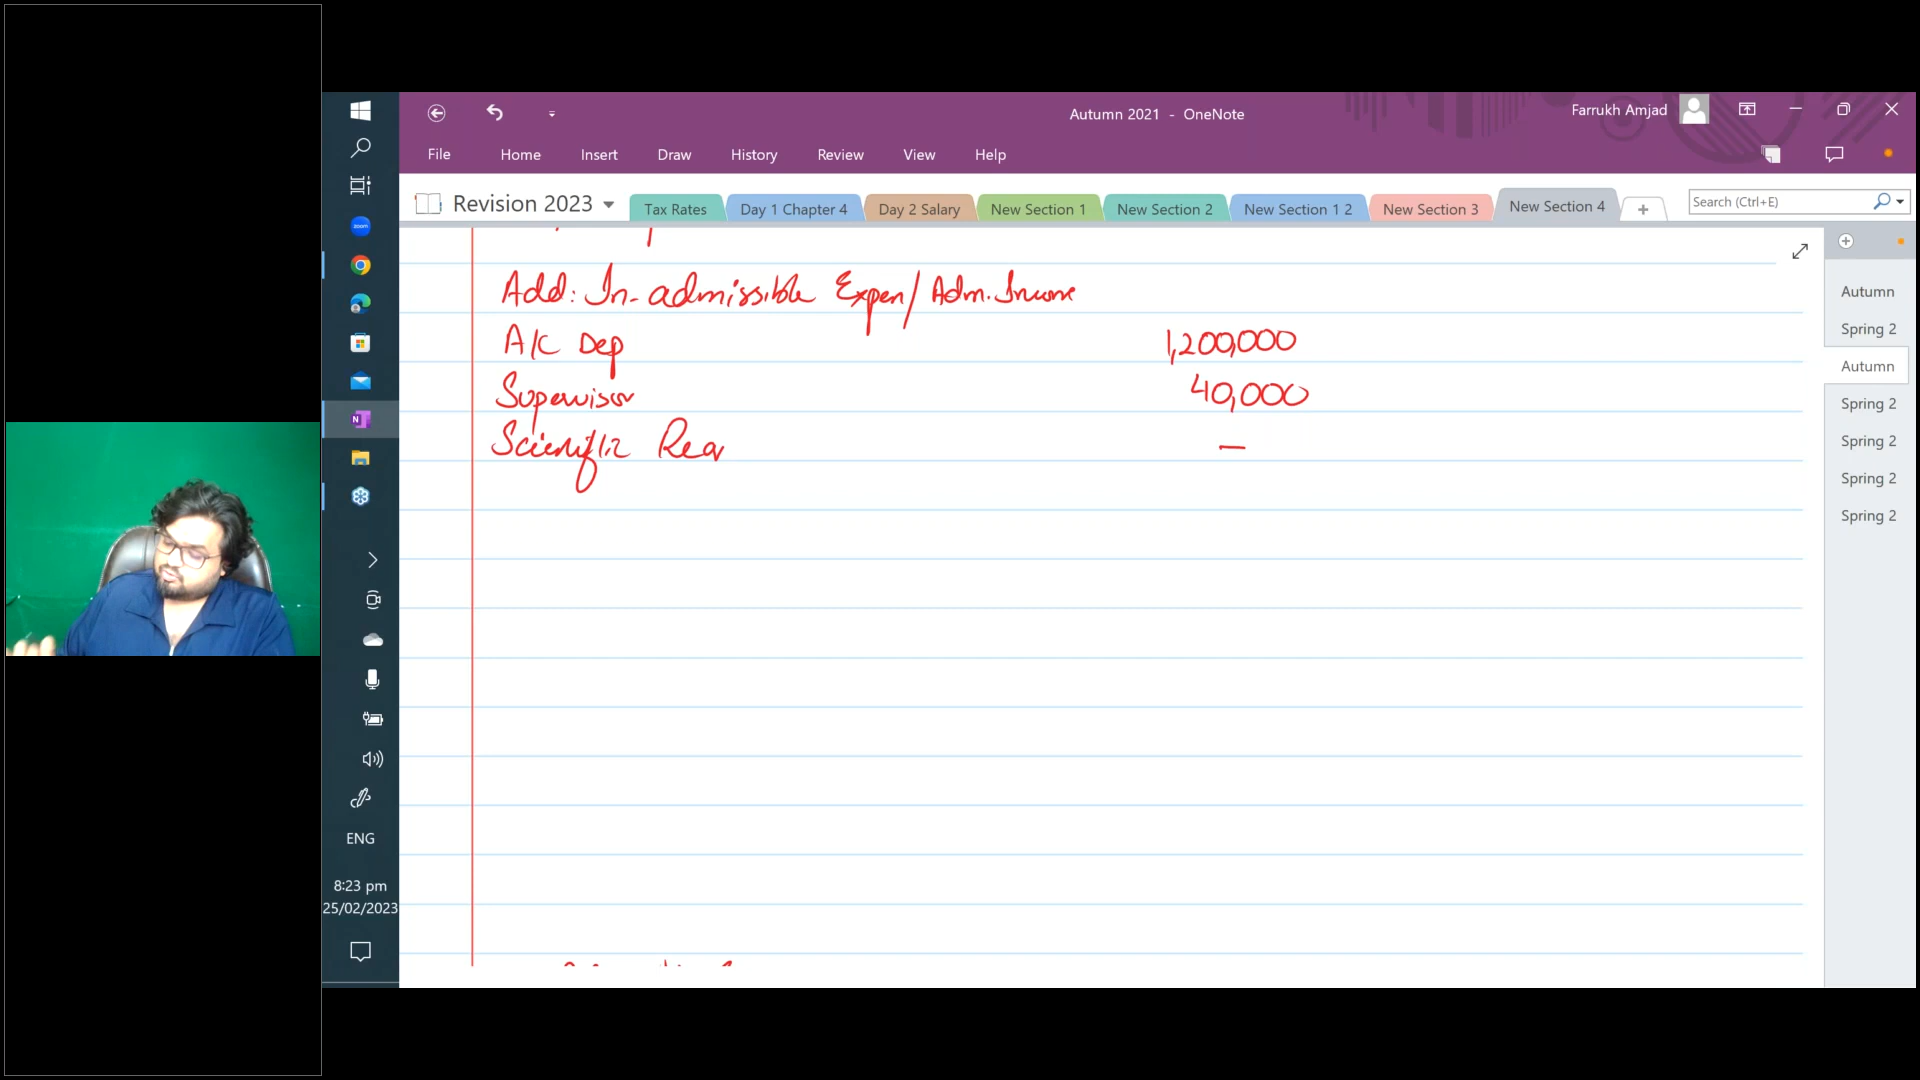 Autumn 2021 - OneNote
Farrukh Amjad
File Home Insert Draw History Review View Help
Revision 2023
Tax Rates
Day 1 Chapter 4
Day 2 Salary
New Section 1
New Section 2
New Section 1 2
New Section 3
New Section 4
Search (Ctrl+E)
Add: In-admissible Expen/Adm.Income
A/C Dep 1,200,000
Supervisor 40,000
Scientific —
Autumn
Spring 2
Autumn
Spring 2
Spring 2
Spring 2
Spring 2
zoom
N
ENG
8:23 pm
25/02/2023